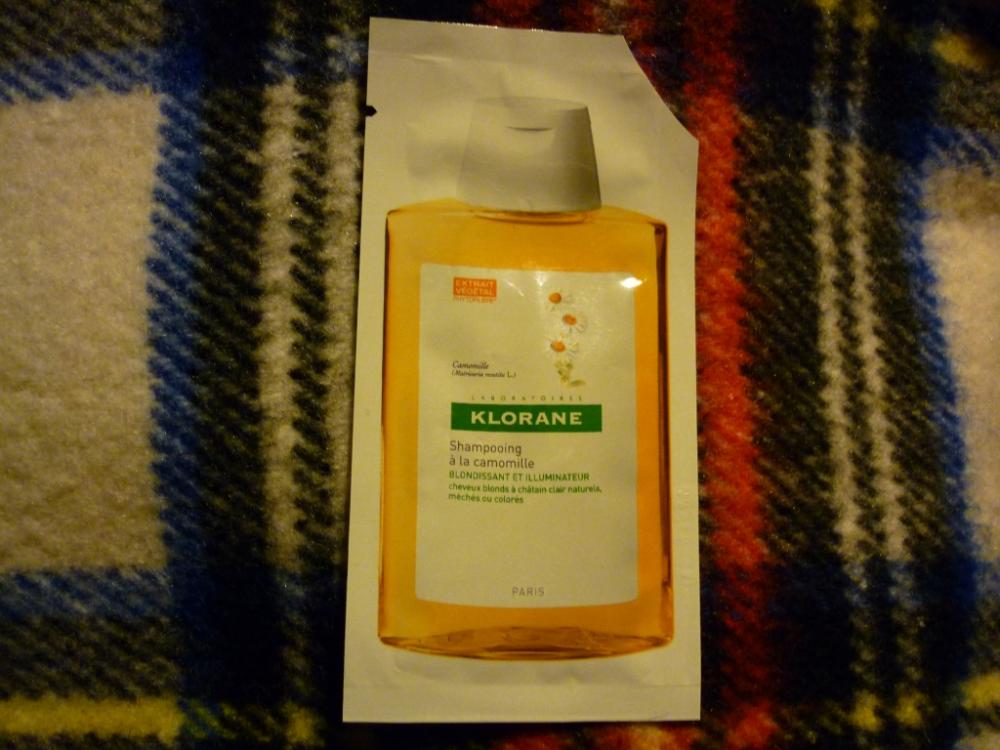 EXTRAIT
VÉGÉTAL
Camomille
LABORATOIRES
KLORANE
Shampooing
à la camomille
BLONDISSANT ET ILLUMINATEUR
cheveux blonds à châtain clair naturels,
méchés ou colorés
PARIS